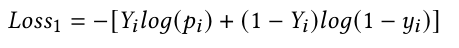 Loss₁ = −[Yᵢlog(pᵢ) + (1 − Yᵢ)log(1 − yᵢ)]